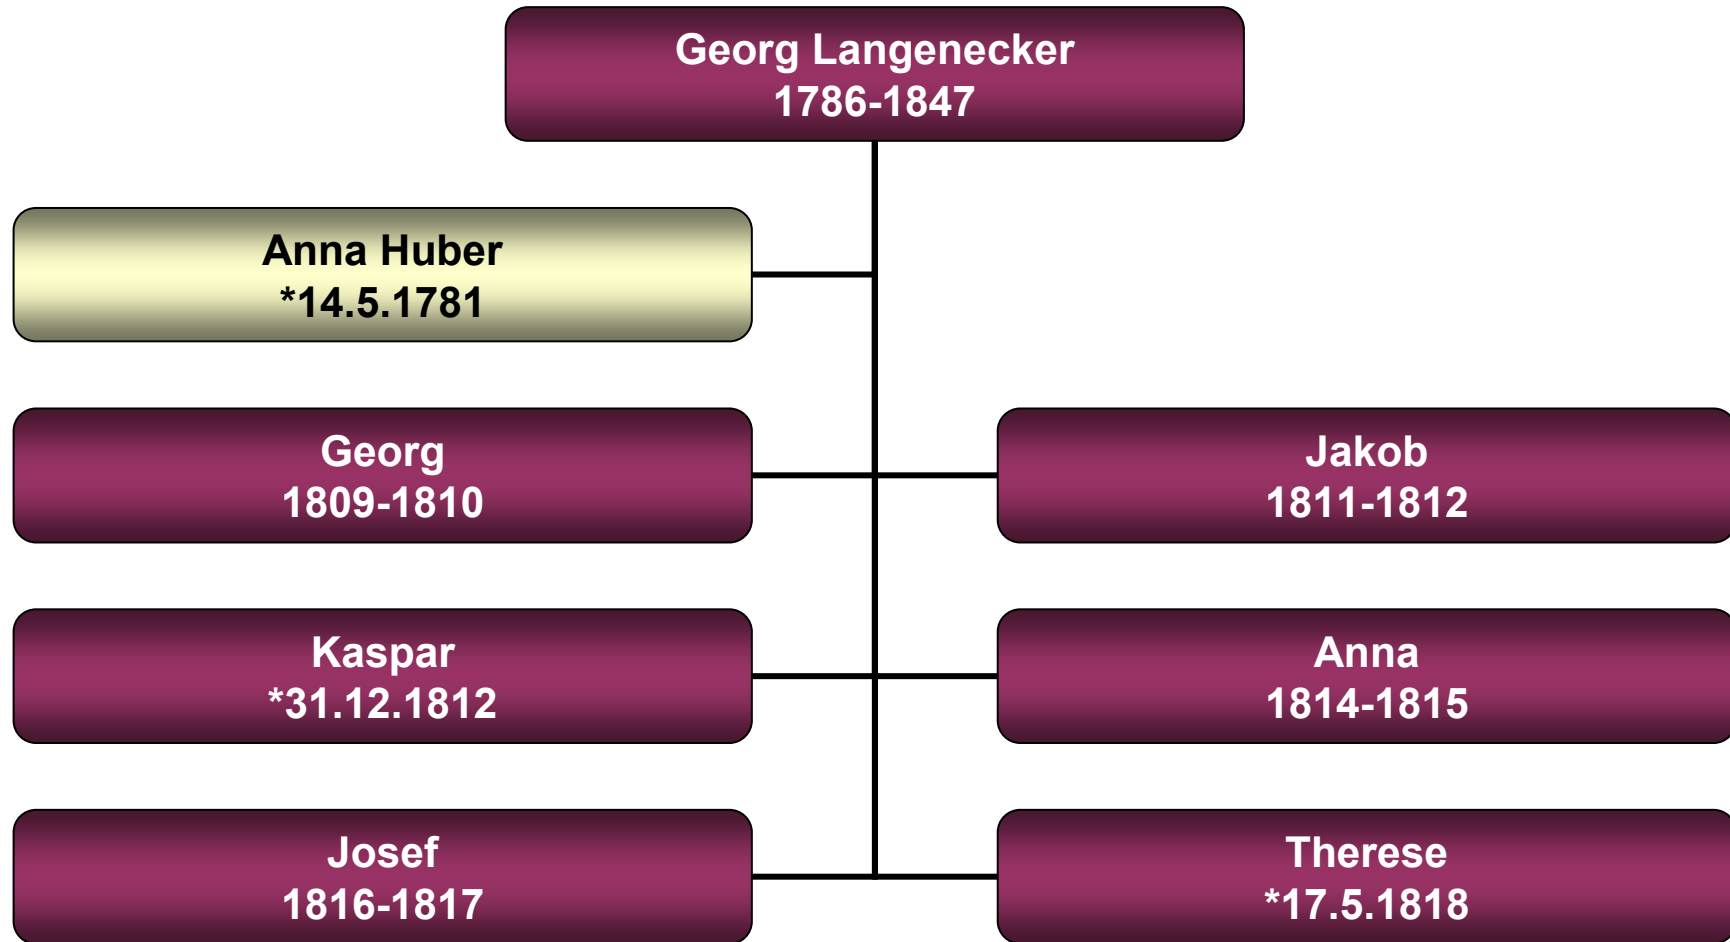 Georg Langenecker
1786-1847
Anna Huber
*14.5.1781
Georg
1809-1810
Jakob
1811-1812
Kaspar
*31.12.1812
Anna
1814-1815
Josef
1816-1817
Therese
*17.5.1818